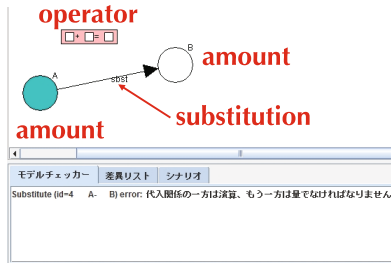 operator
+ =
B
amount
A
sbst
substitution
amount
モデルチェッカー 差異リスト シナリオ
Substitute (id=4 A- B) error: 代入関係の一方は演算、もう一方は量でなければなりません